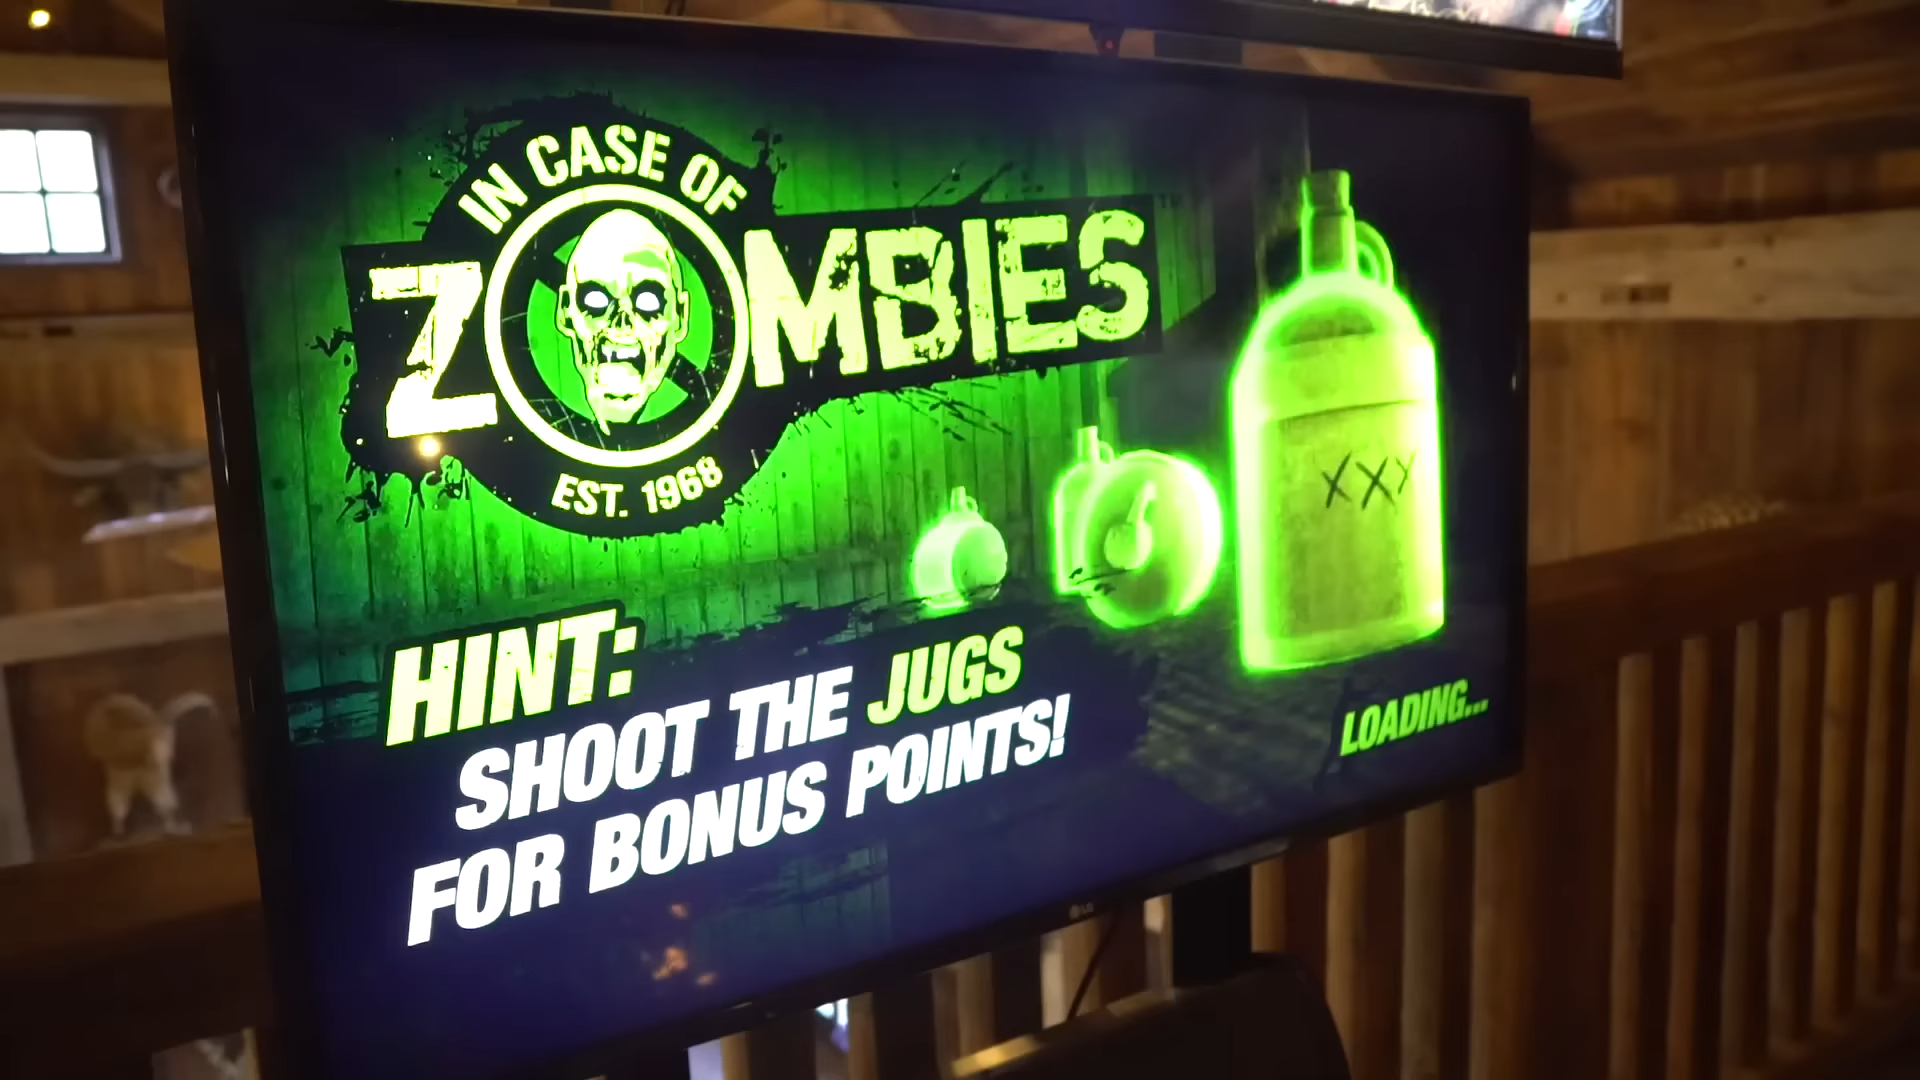 IN CASE OF
ZOMBIES
EST. 1968
HINT:
SHOOT THE JUGS
FOR BONUS POINTS!
XXX
LOADING...
LG